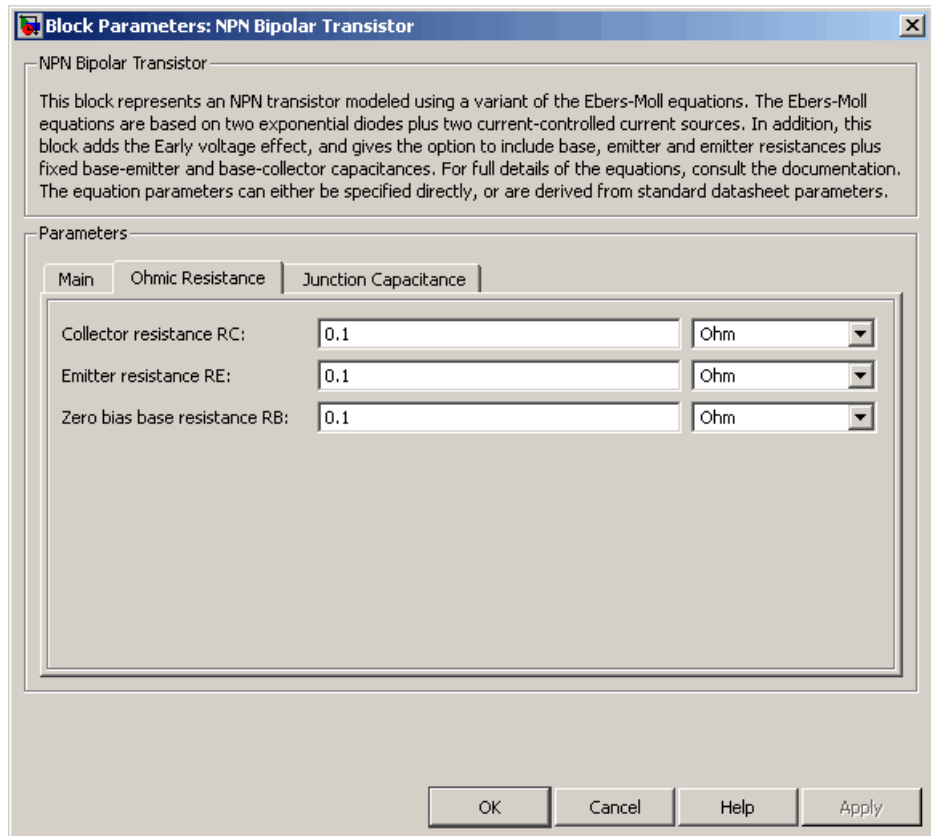 Block Parameters: NPN Bipolar Transistor
NPN Bipolar Transistor
This block represents an NPN transistor modeled using a variant of the Ebers-Moll equations. The Ebers-Moll
equations are based on two exponential diodes plus two current-controlled current sources. In addition, this
block adds the Early voltage effect, and gives the option to include base, emitter and emitter resistances plus
fixed base-emitter and base-collector capacitances. For full details of the equations, consult the documentation.
The equation parameters can either be specified directly, or are derived from standard datasheet parameters.
Parameters
Main Ohmic Resistance Junction Capacitance
Collector resistance RC: 0.1 Ohm
Emitter resistance RE: 0.1 Ohm
Zero bias base resistance RB: 0.1 Ohm
OK Cancel Help Apply